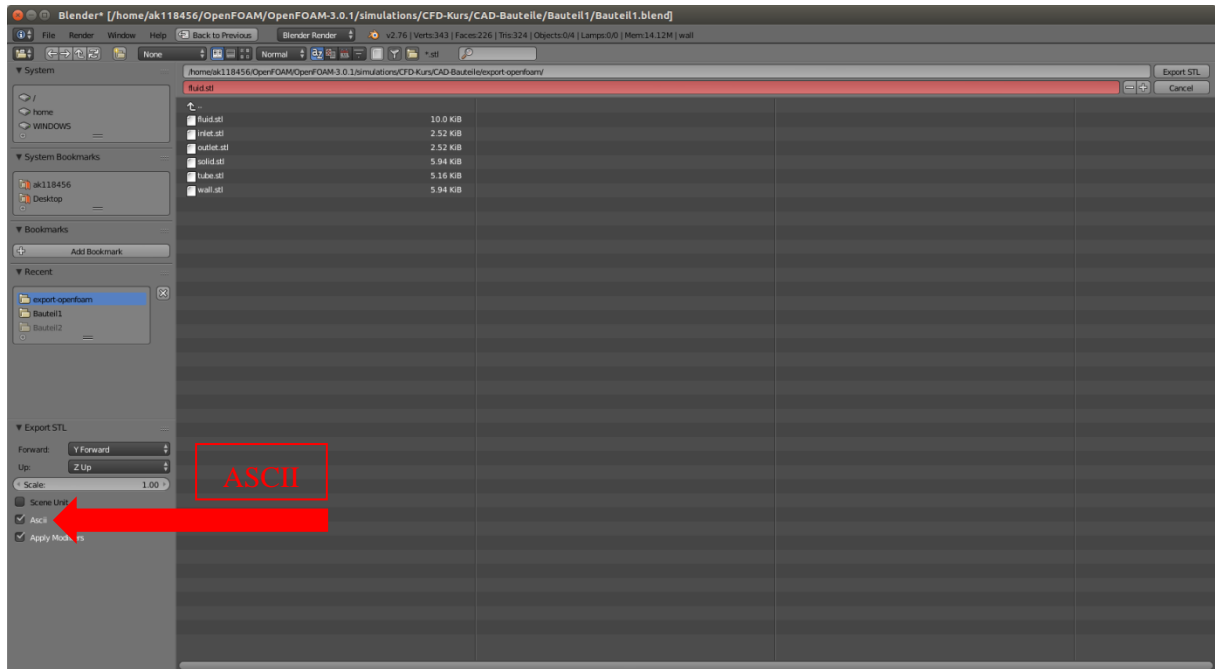 Blender* [/home/ak118456/OpenFOAM/OpenFOAM-3.0.1/simulations/CFD-Kurs/CAD-Bauteile/Bauteil1/Bauteil1.blend]
File Render Window Help Back to Previous Blender Render v2.76 | Verts:343 | Faces:226 | Tris:324 | Objects:0/4 | Lamps:0/0 | Mem:14.12M | wall
None Normal *.stl
System
/home/ak118456/OpenFOAM/OpenFOAM-3.0.1/simulations/CFD-Kurs/CAD-Bauteile/export-openfoam/ Export STL
fluid.stl Cancel
/
home
WINDOWS
System Bookmarks
ak118456
Desktop
Bookmarks
Add Bookmark
Recent
export-openfoam
Bauteil1
Bauteil2
..
fluid.stl 10.0 KiB
inlet.stl 2.52 KiB
outlet.stl 2.52 KiB
solid.stl 5.94 KiB
tube.stl 5.16 KiB
wall.stl 5.94 KiB
Export STL
Forward: Y Forward
Up: Z Up
Scale: 1.00
Scene Unit
Ascii
Apply Modifiers
ASCII